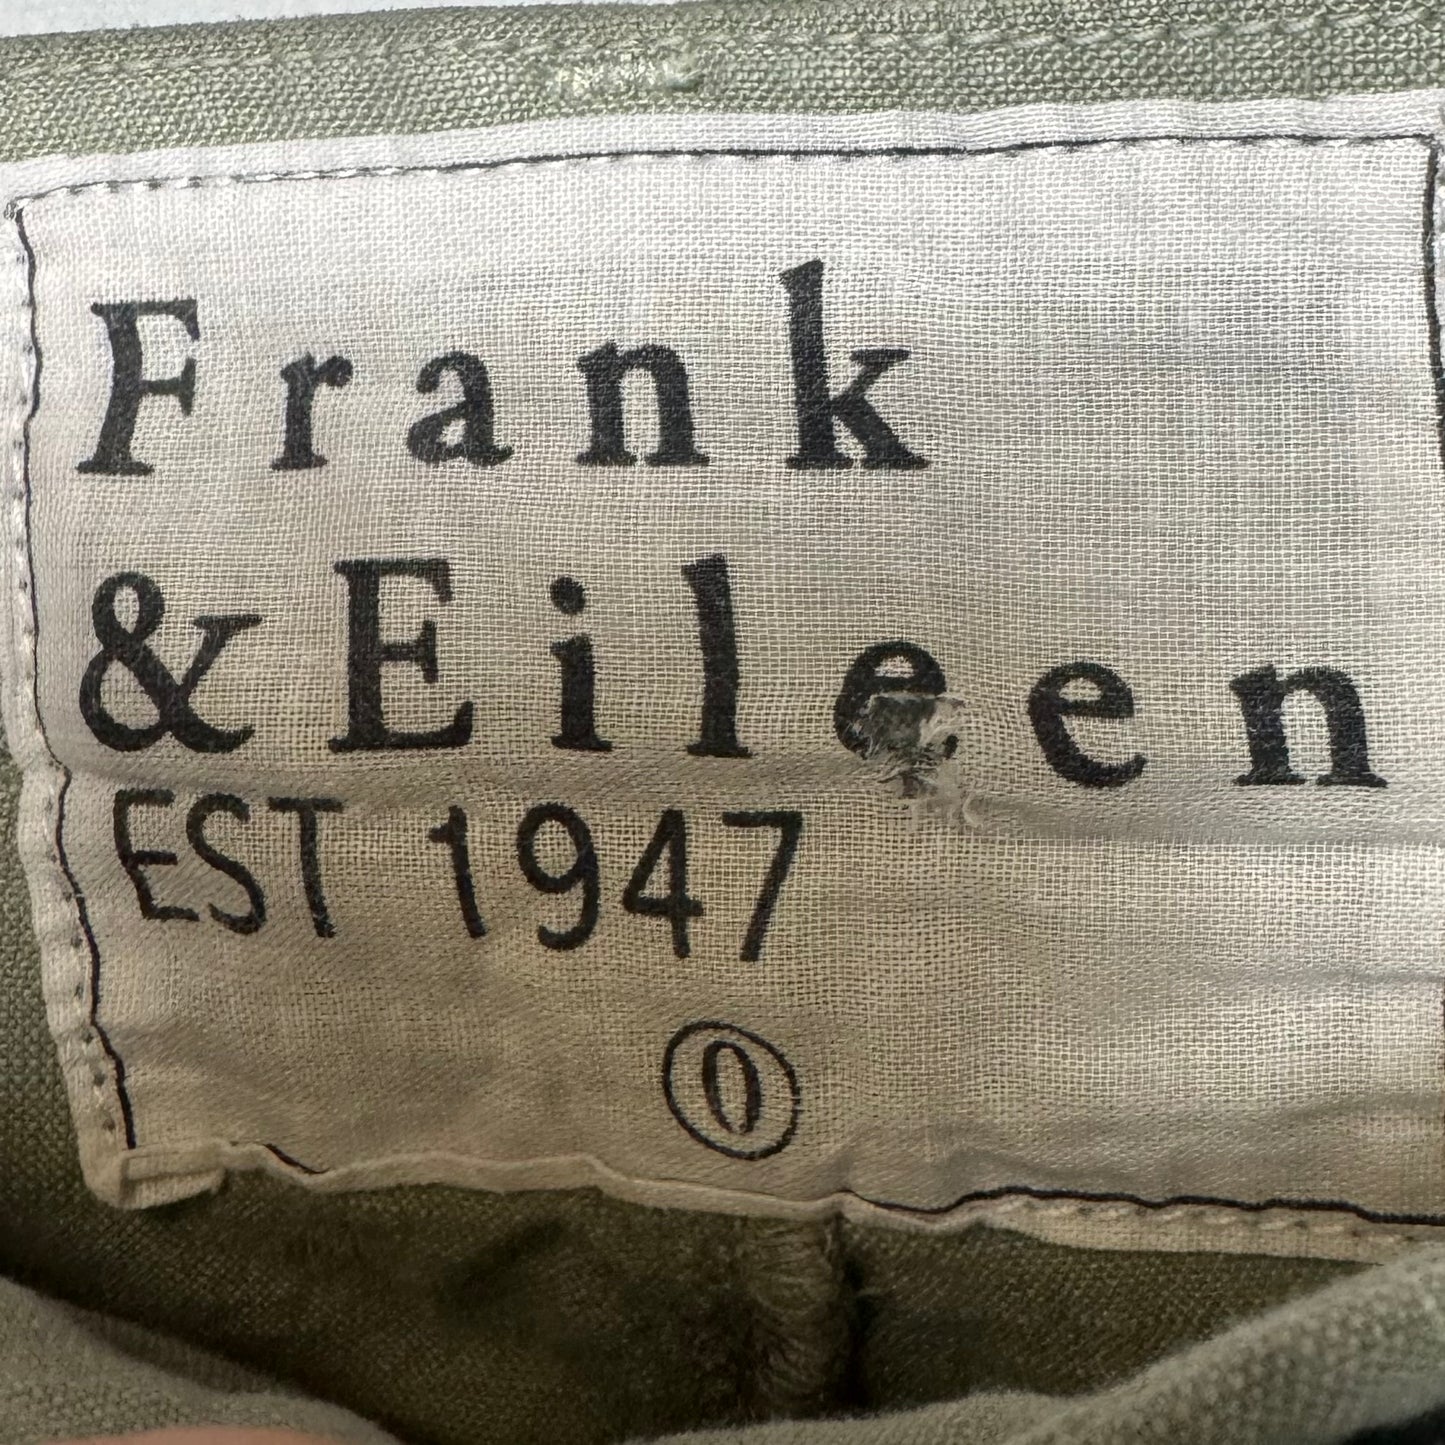 Frank
& Eileen
EST 1947
0